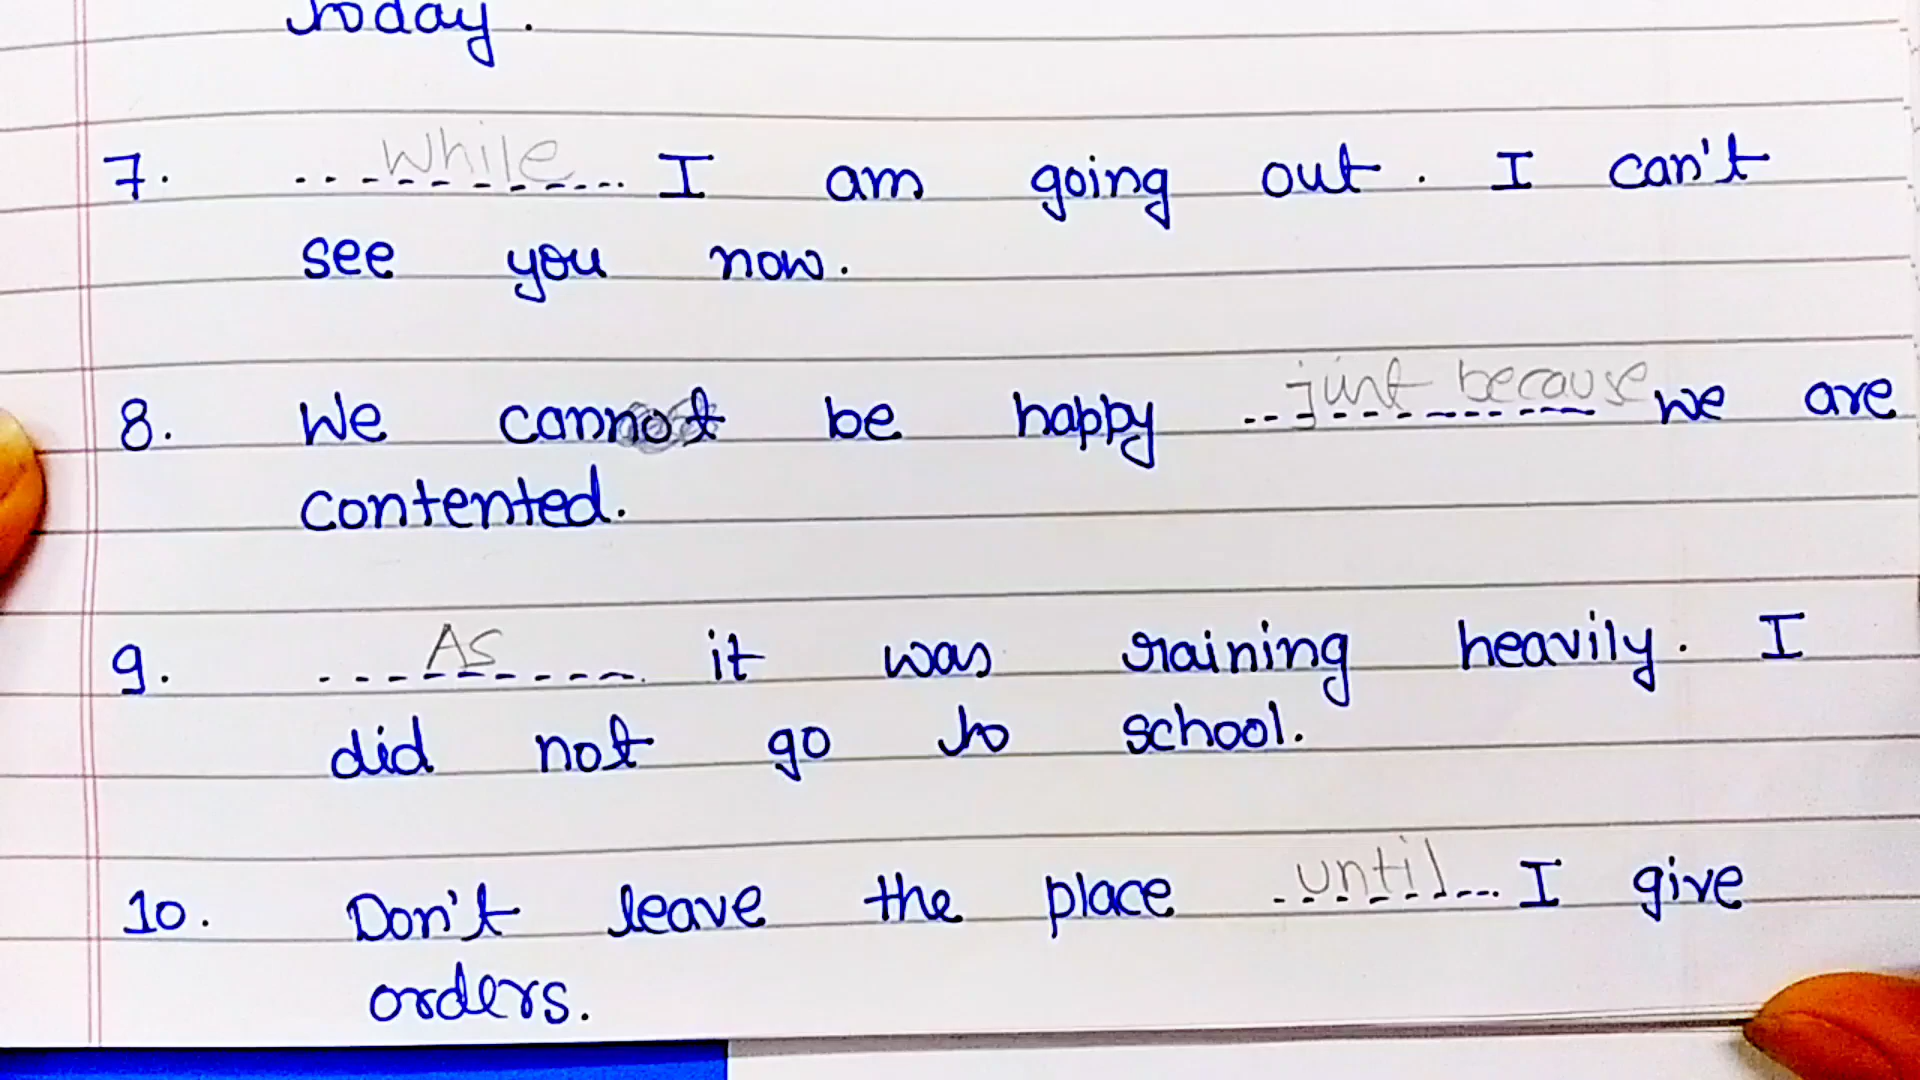 today.
7. While I am going out. I can't
see you now.
8. We cannot be happy just because we are
contented.
9. As it was raining heavily. I
did not go to school.
10. Don't leave the place until I give
orders.